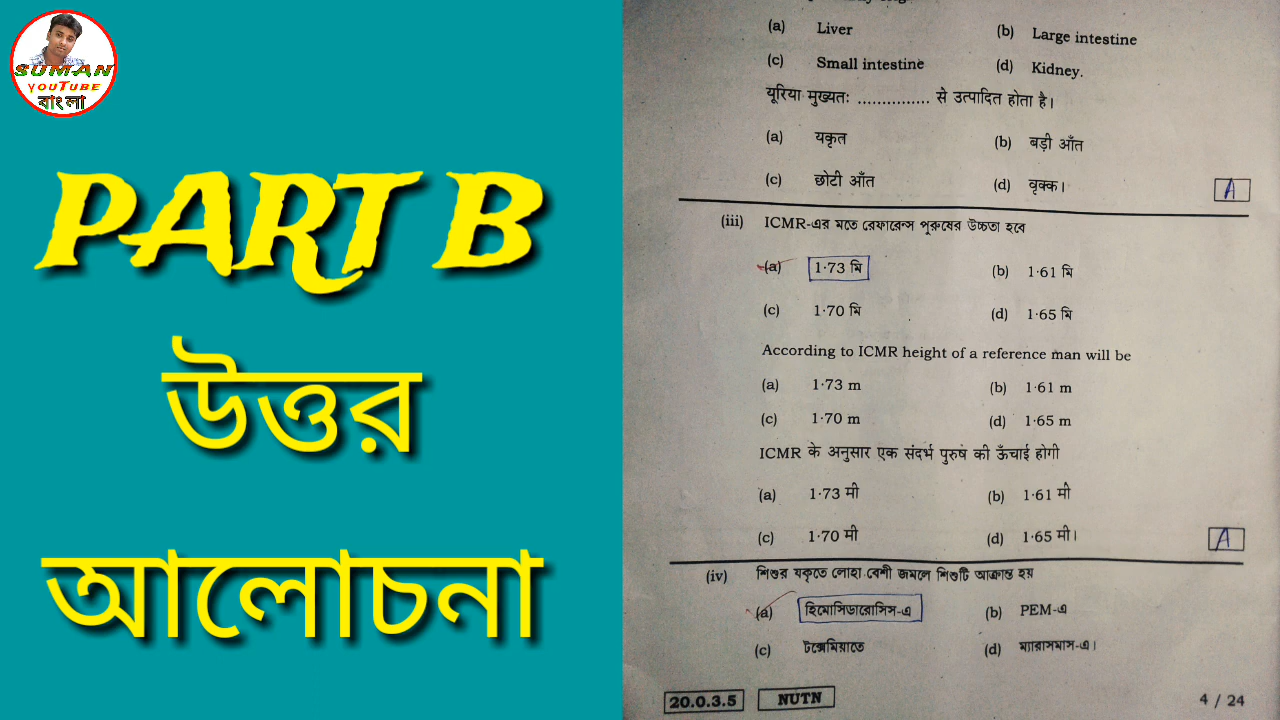 SUMAN
YOUTUBE
বাংলা
PART B
উত্তর
আলোচনা
(a) Liver (b) Large intestine
(c) Small intestine (d) Kidney.
यूरिया मुख्यतः ............... से उत्पादित होता है।
(a) यकृत (b) बड़ी आँत
(c) छोटी आँत (d) वृक्क।
A
(iii) ICMR-এর মতে রেফারেন্স পুরুষের উচ্চতা হবে
(a) 1·73 মি (b) 1·61 মি
(c) 1·70 মি (d) 1·65 মি
According to ICMR height of a reference man will be
(a) 1·73 m (b) 1·61 m
(c) 1·70 m (d) 1·65 m
ICMR के अनुसार एक संदर्भ पुरुष की ऊँचाई होगी
(a) 1·73 मी (b) 1·61 मी
(c) 1·70 मी (d) 1·65 मी।
A
(iv) শিশুর যকৃতে লোহা বেশী জমলে শিশুটি আক্রান্ত হয়
(a) হিমোসিডারোসিস-এ (b) PEM-এ
(c) টক্সেমিয়াতে (d) ম্যারাসমাস-এ।
20.0.3.5 NUTN 4 / 24